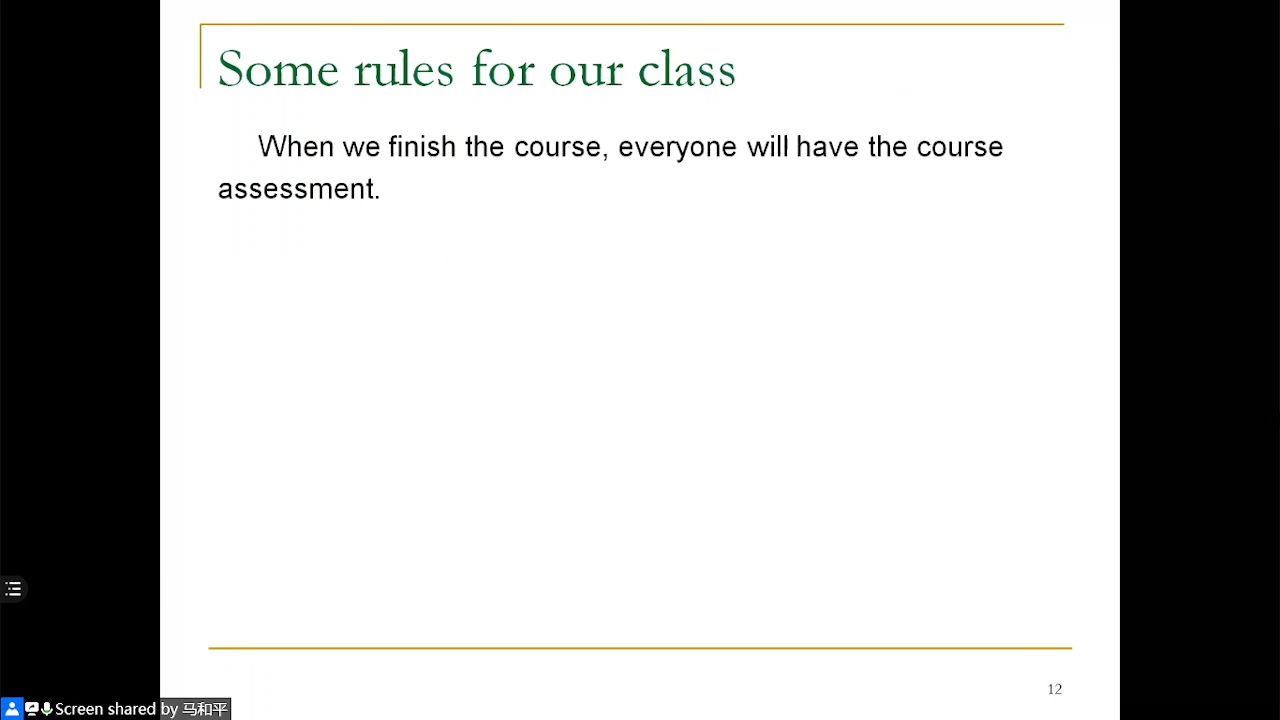 Some rules for our class
When we finish the course, everyone will have the course
assessment.
12
Screen shared by 马和平